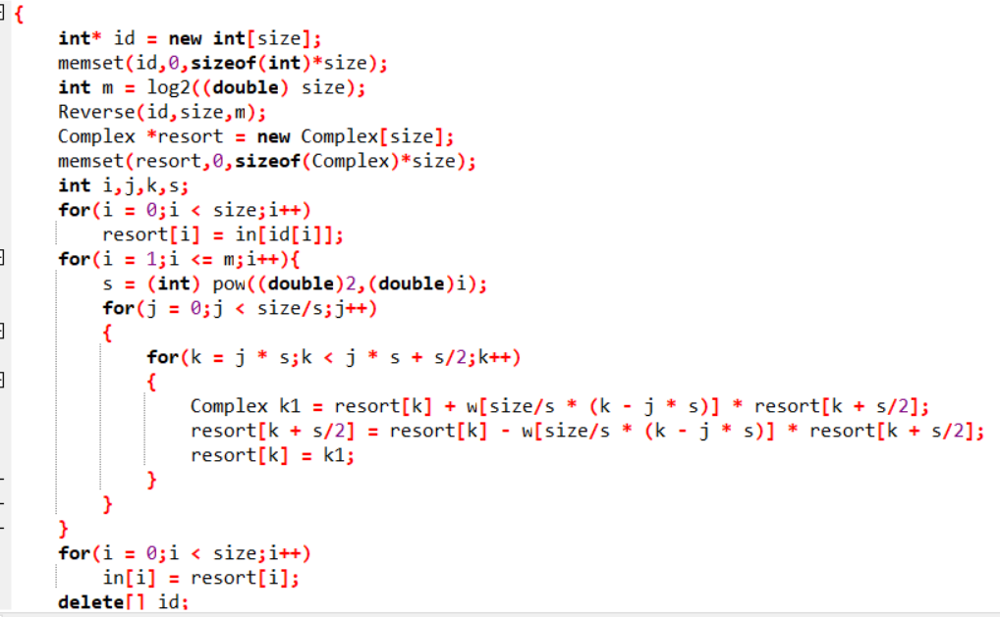 {
int* id = new int[size];
memset(id,0,sizeof(int)*size);
int m = log2((double) size);
Reverse(id,size,m);
Complex *resort = new Complex[size];
memset(resort,0,sizeof(Complex)*size);
int i,j,k,s;
for(i = 0;i < size;i++)
resort[i] = in[id[i]];
for(i = 1;i <= m;i++){
s = (int) pow((double)2,(double)i);
for(j = 0;j < size/s;j++)
{
for(k = j * s;k < j * s + s/2;k++)
{
Complex k1 = resort[k] + w[size/s * (k - j * s)] * resort[k + s/2];
resort[k + s/2] = resort[k] - w[size/s * (k - j * s)] * resort[k + s/2];
resort[k] = k1;
}
}
}
for(i = 0;i < size;i++)
in[i] = resort[i];
delete[] id;